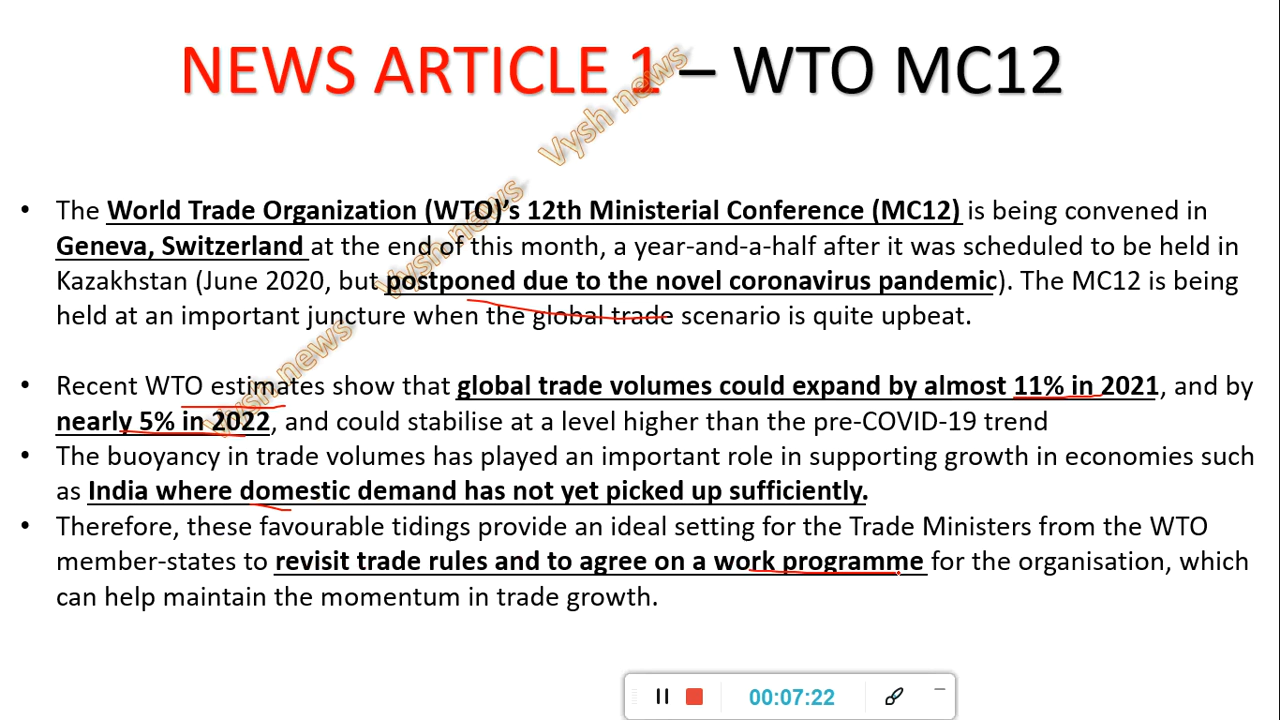 NEWS ARTICLE 1 – WTO MC12
Vysh news
Vysh news
Vysh news
• The World Trade Organization (WTO)'s 12th Ministerial Conference (MC12) is being convened in
Geneva, Switzerland at the end of this month, a year-and-a-half after it was scheduled to be held in
Kazakhstan (June 2020, but postponed due to the novel coronavirus pandemic). The MC12 is being
held at an important juncture when the global trade scenario is quite upbeat.
• Recent WTO estimates show that global trade volumes could expand by almost 11% in 2021, and by
nearly 5% in 2022, and could stabilise at a level higher than the pre-COVID-19 trend
• The buoyancy in trade volumes has played an important role in supporting growth in economies such
as India where domestic demand has not yet picked up sufficiently.
• Therefore, these favourable tidings provide an ideal setting for the Trade Ministers from the WTO
member-states to revisit trade rules and to agree on a work programme for the organisation, which
can help maintain the momentum in trade growth.
00:07:22